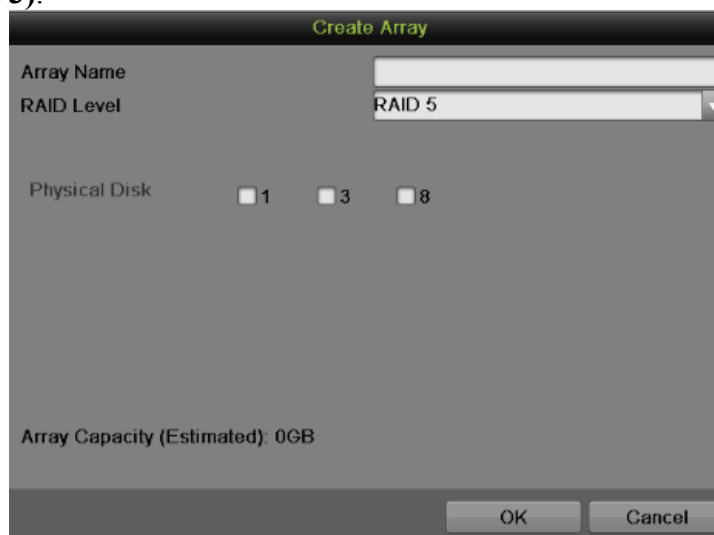 3).
Create Array
Array Name
RAID Level RAID 5
Physical Disk 1 3 8
Array Capacity (Estimated): 0GB
OK Cancel